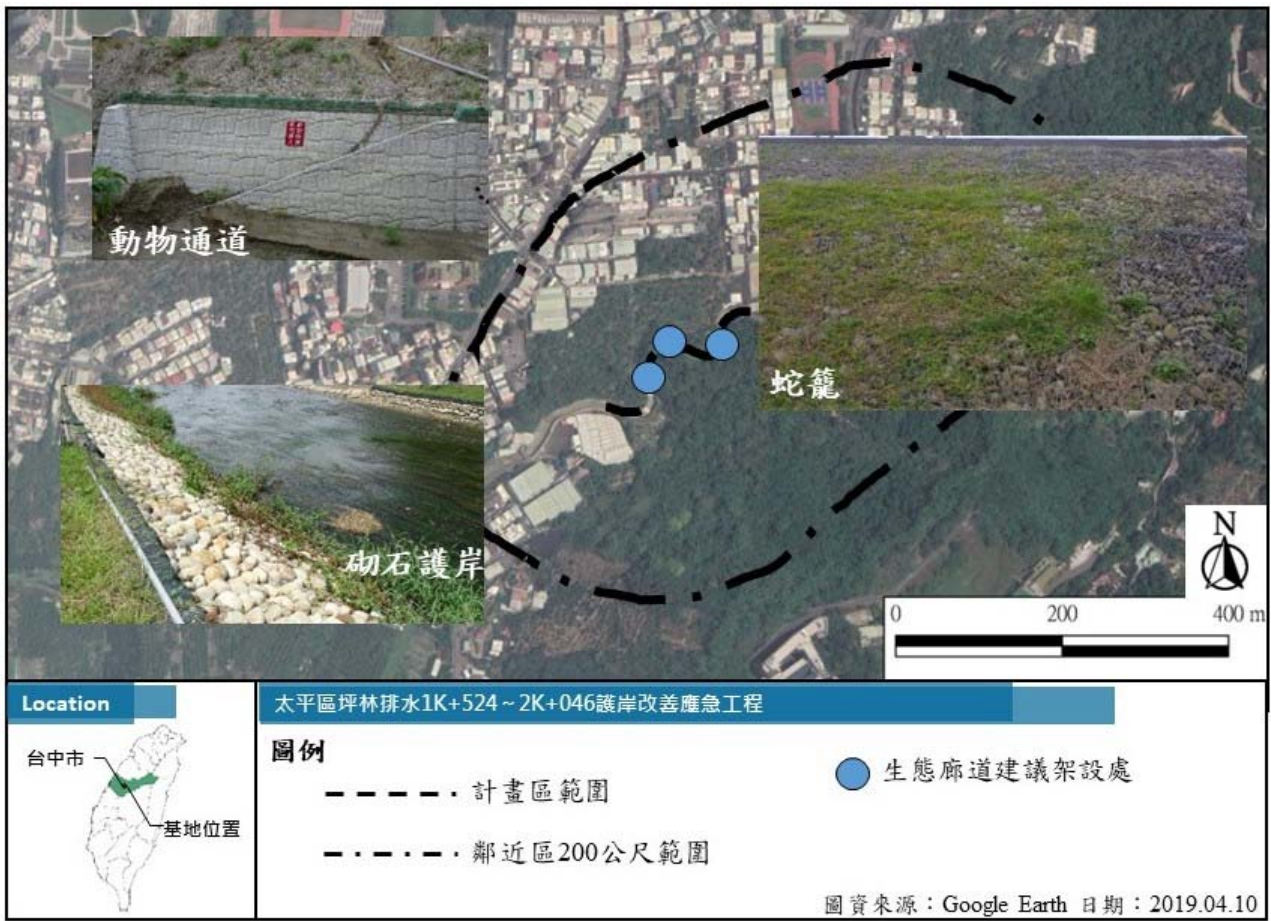 動物通道
蛇籠
砌石護岸
N
0 200 400 m
Location
台中市
基地位置
太平區坪林排水1K+524～2K+046護岸改善應急工程
圖例
計畫區範圍
鄰近區200公尺範圍
生態廊道建議架設處
圖資來源：Google Earth 日期：2019.04.10